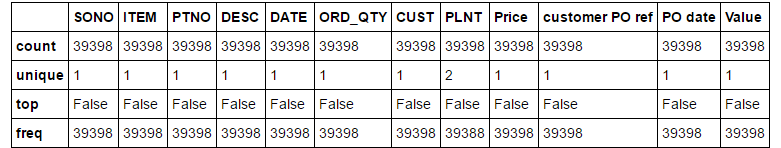 SONO ITEM PTNO DESC DATE ORD_QTY CUST PLNT Price customer PO ref PO date Value
count 39398 39398 39398 39398 39398 39398 39398 39398 39398 39398 39398 39398
unique 1 1 1 1 1 1 1 2 1 1 1 1
top False False False False False False False False False False False False
freq 39398 39398 39398 39398 39398 39398 39398 39388 39398 39398 39398 39398